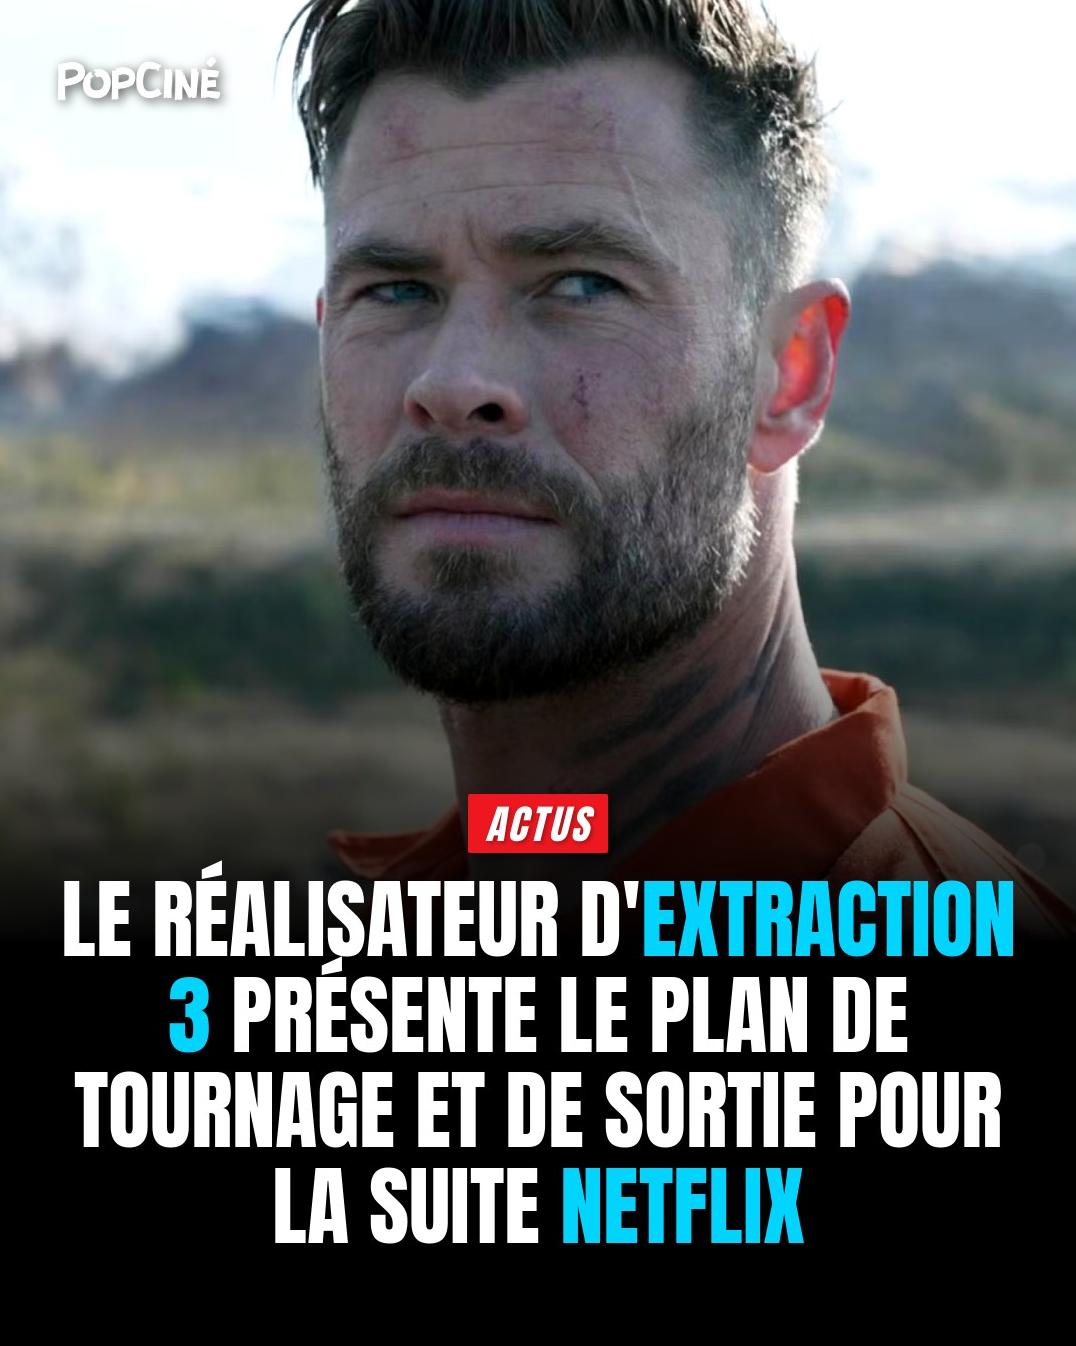 POPCINÉ
ACTUS
LE RÉALISATEUR D'EXTRACTION
3 PRÉSENTE LE PLAN DE
TOURNAGE ET DE SORTIE POUR
LA SUITE NETFLIX